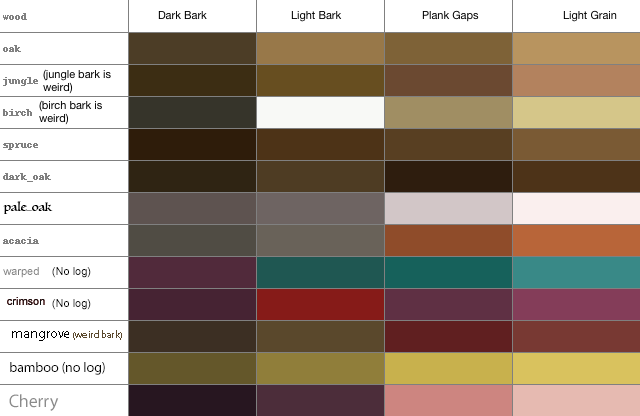 wood Dark Bark Light Bark Plank Gaps Light Grain
oak
jungle (jungle bark is
weird)
birch (birch bark is
weird)
spruce
dark_oak
pale_oak
acacia
warped (No log)
crimson (No log)
mangrove (weird bark)
bamboo (no log)
Cherry